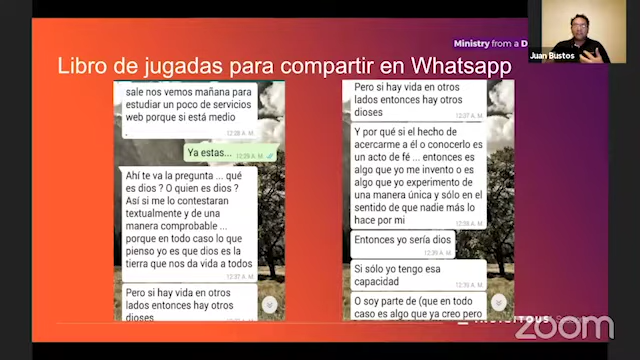 Ministry from a D
Juan Bustos
Libro de jugadas para compartir en Whatsapp
sale nos vemos mañana para
estudiar un poco de servicios
web porque si está medio
12:28 A. M.
Ya estas...
12:29 A. M.
Ahí te va la pregunta ... qué
es dios ? O quien es dios ?
Así si me lo contestaran
textualmente y de una
manera comprobable ...
porque en todo caso lo que
pienso yo es que dios es la
tierra que nos da vida a todos
12:37 A. M.
Pero si hay vida en otros
lados entonces hay otros
dioses
Pero si hay vida en otros
lados entonces hay otros
dioses
12:37 A. M.
Y por qué si el hecho de
acercarme a él o conocerlo es
un acto de fé ... entonces es
algo que yo me invento o es
algo que yo experimento de
una manera única y sólo en el
sentido de que nadie más lo
hace por mi
12:38 A. M.
Entonces yo sería dios
12:39 A. M.
Si sólo yo tengo esa
capacidad
12:39 A. M.
O soy parte de (que en todo
caso es algo que ya creo pero
zoom